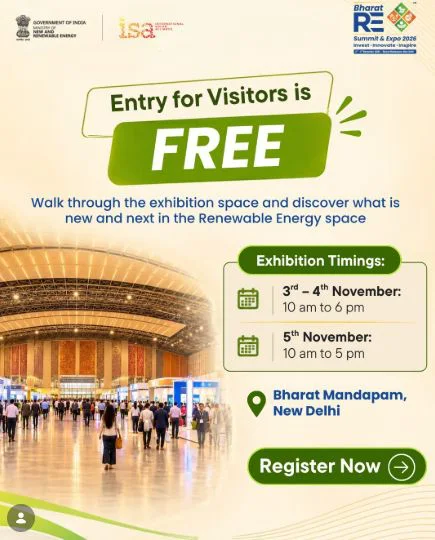 GOVERNMENT OF INDIA
MINISTRY OF
NEW AND
RENEWABLE ENERGY
isa
INTERNATIONAL
SOLAR
ALLIANCE
Bharat
RE
Summit & Expo 2026
Invest · Innovate · Inspire
Entry for Visitors is
FREE
Walk through the exhibition space and discover what is
new and next in the Renewable Energy space
Exhibition Timings:
3rd – 4th November:
10 am to 6 pm
5th November:
10 am to 5 pm
Bharat Mandapam,
New Delhi
Register Now